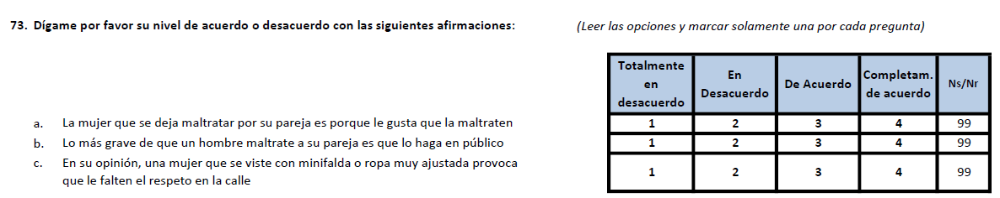 73. Dígame por favor su nivel de acuerdo o desacuerdo con las siguientes afirmaciones:
(Leer las opciones y marcar solamente una por cada pregunta)
Totalmente en desacuerdo En Desacuerdo De Acuerdo Completam. de acuerdo Ns/Nr
a. La mujer que se deja maltratar por su pareja es porque le gusta que la maltraten 1 2 3 4 99
b. Lo más grave de que un hombre maltrate a su pareja es que lo haga en público 1 2 3 4 99
c. En su opinión, una mujer que se viste con minifalda o ropa muy ajustada provoca
que le falten el respeto en la calle 1 2 3 4 99